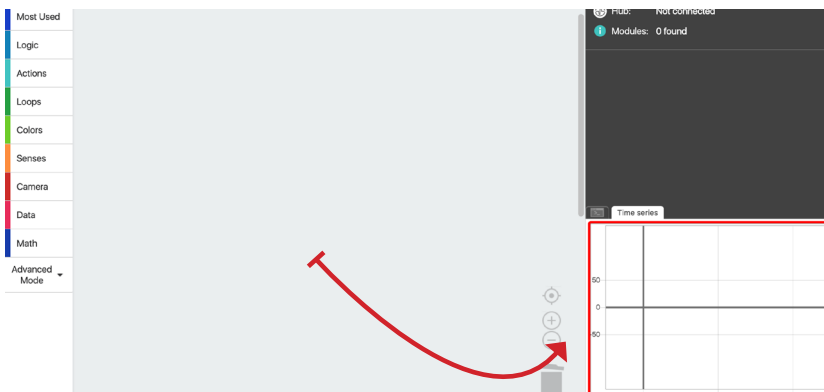 Most Used
Logic
Actions
Loops
Colors
Senses
Camera
Data
Math
Advanced
Mode
Hub: Not connected
Modules: 0 found
Time series
50
0
-50